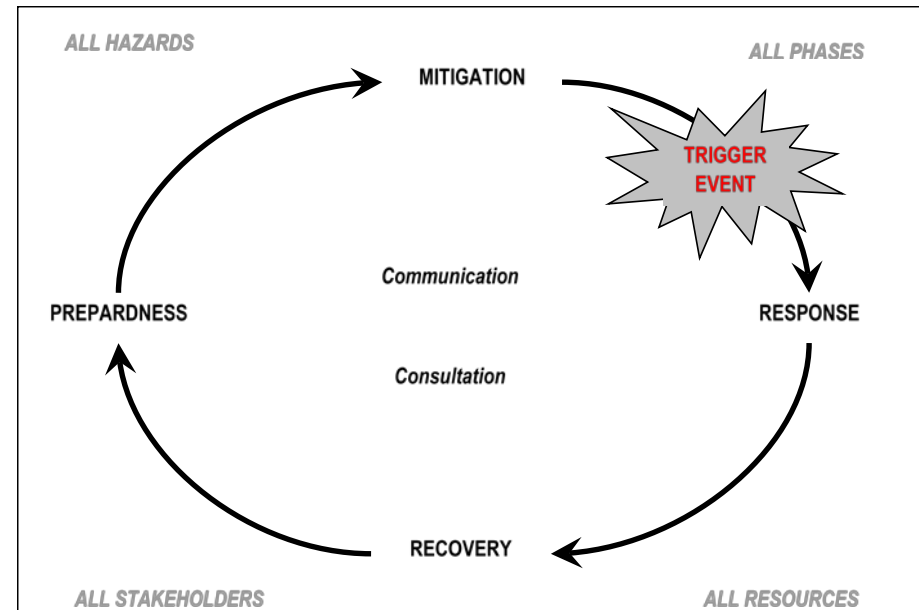 ALL HAZARDS
ALL PHASES
MITIGATION
TRIGGER
EVENT
Communication
PREPARDNESS
RESPONSE
Consultation
RECOVERY
ALL STAKEHOLDERS
ALL RESOURCES